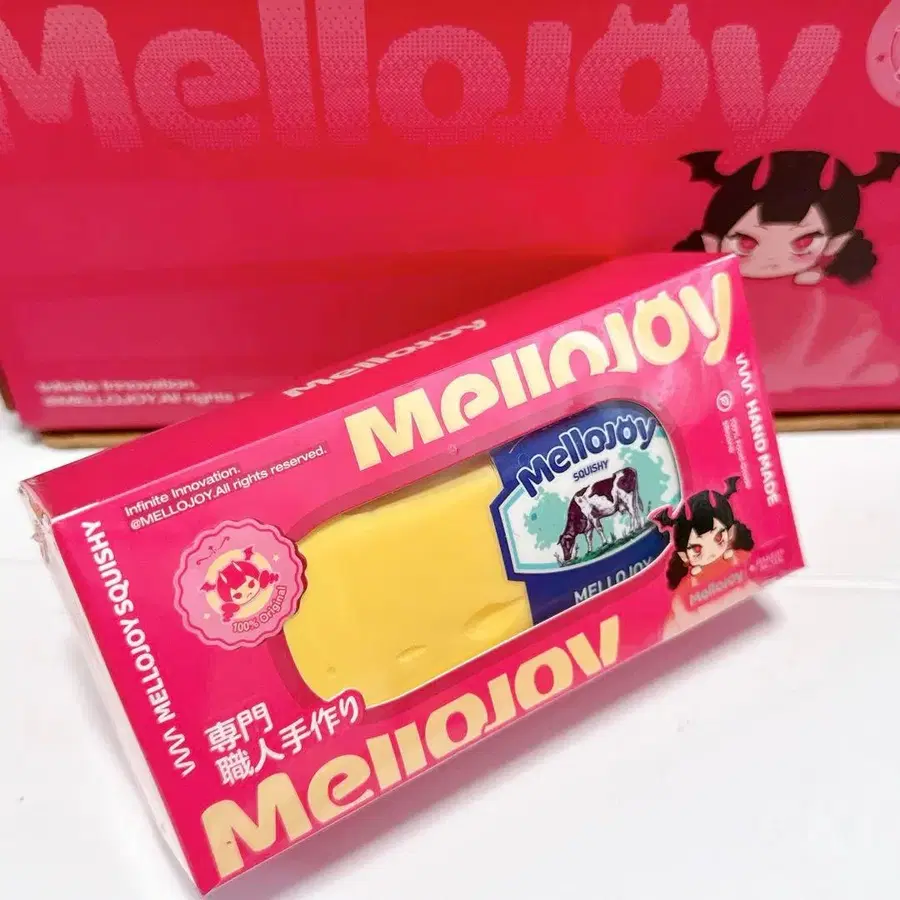 Mellojoy
Infinite Innovation.
@MELLOJOY.All rights
Mellojoy
Mellojoy
Infinite Innovation.
@MELLOJOY.All rights reserved.
HAND MADE
Mellojoy
SQUISHY
MELLOJOY
100% Original
MellOJOY
MELLOJOY SQUISHY
専門
職人手作り
Mellojoy